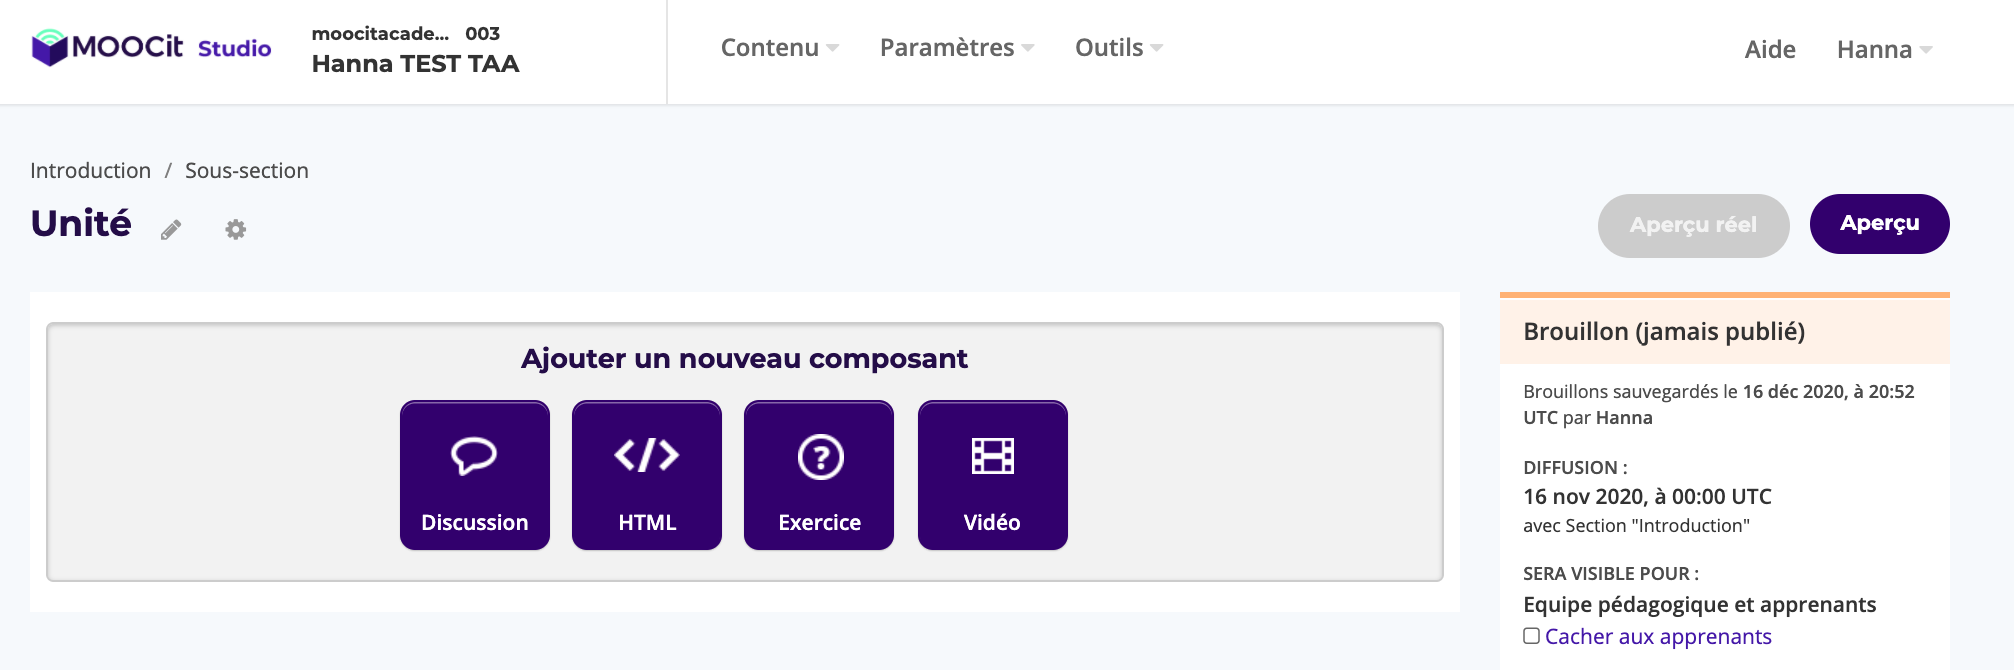 MOOCit Studio
moocitacade... 003
Hanna TEST TAA
Contenu
Paramètres
Outils
Aide
Hanna
Introduction / Sous-section
Unité
Aperçu réel
Aperçu
Ajouter un nouveau composant
Discussion
HTML
Exercice
Vidéo
Brouillon (jamais publié)
Brouillons sauvegardés le 16 déc 2020, à 20:52
UTC par Hanna
DIFFUSION :
16 nov 2020, à 00:00 UTC
avec Section "Introduction"
SERA VISIBLE POUR :
Equipe pédagogique et apprenants
Cacher aux apprenants